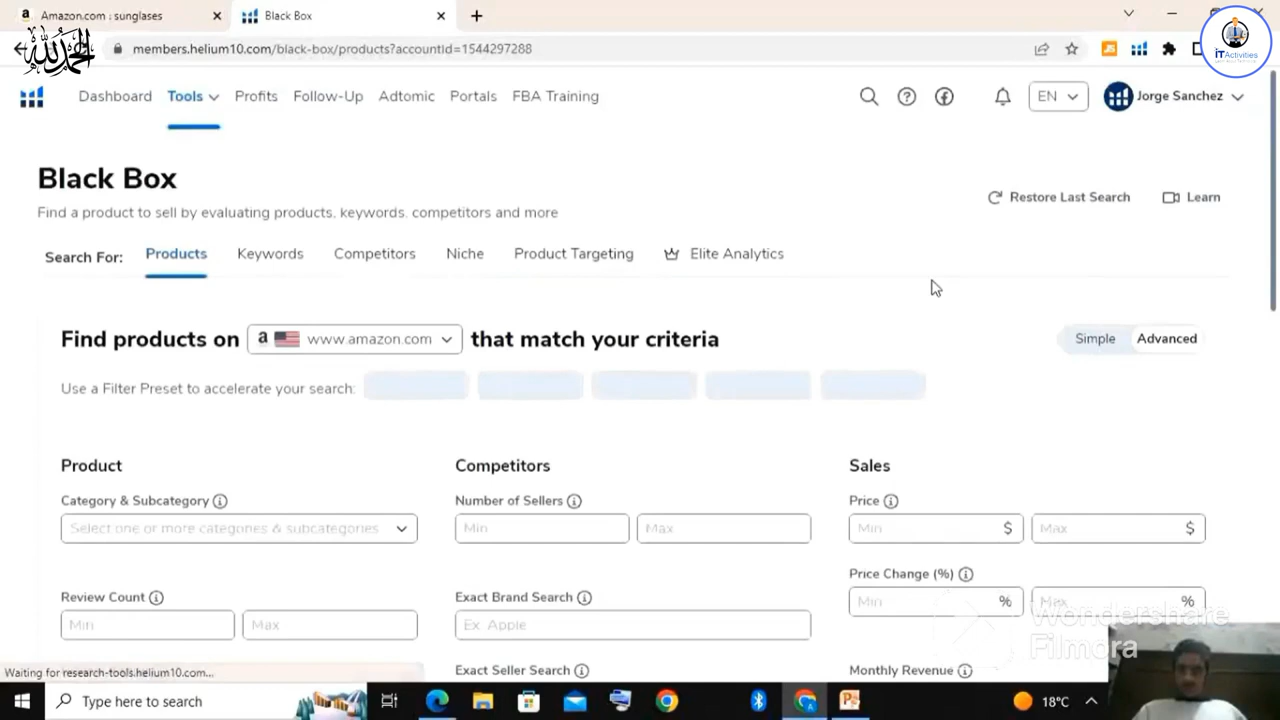 Amazon.com : sunglases
Black Box
members.helium10.com/black-box/products?accountId=1544297288
الحمد لله
iT Activities
Dashboard Tools Profits Follow-Up Adtomic Portals FBA Training EN Jorge Sanchez
Black Box
Find a product to sell by evaluating products, keywords, competitors and more
Restore Last Search Learn
Search For: Products Keywords Competitors Niche Product Targeting Elite Analytics
Find products on a www.amazon.com that match your criteria
Simple Advanced
Use a Filter Preset to accelerate your search:
Product Competitors Sales
Category & Subcategory Number of Sellers Price
Select one or more categories & subcategories Min Max Min $ Max $
Price Change (%)
Review Count Exact Brand Search Min % Max %
Min Max Ex. Apple
Wondershare
Filmora
Exact Seller Search Monthly Revenue
Waiting for research-tools.helium10.com...
Type here to search 18°C